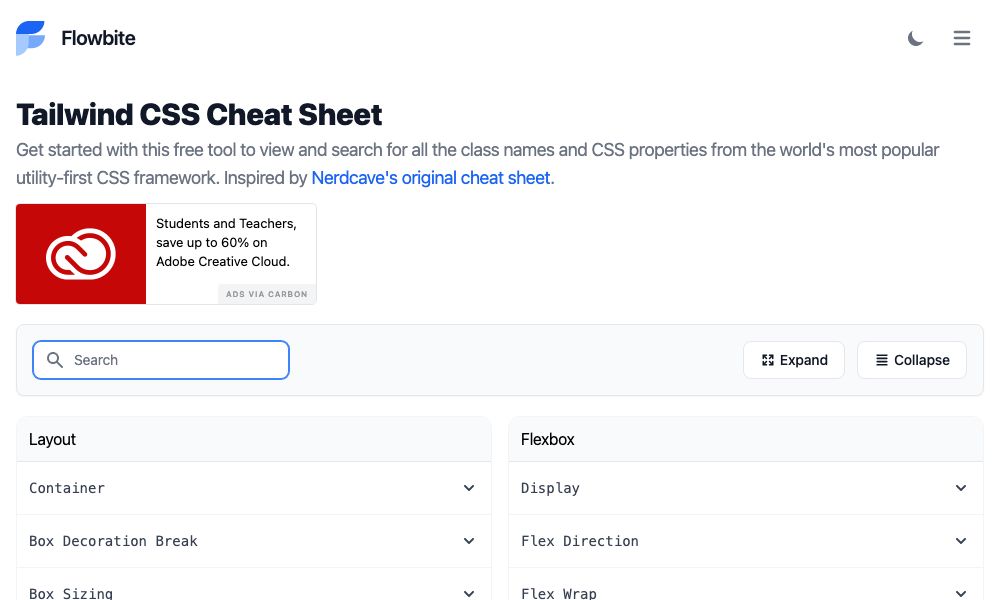 Flowbite
Tailwind CSS Cheat Sheet
Get started with this free tool to view and search for all the class names and CSS properties from the world's most popular
utility-first CSS framework. Inspired by Nerdcave's original cheat sheet.
Students and Teachers,
save up to 60% on
Adobe Creative Cloud.
ADS VIA CARBON
Search
Expand
Collapse
Layout
Container
Box Decoration Break
Box Sizing
Flexbox
Display
Flex Direction
Flex Wrap